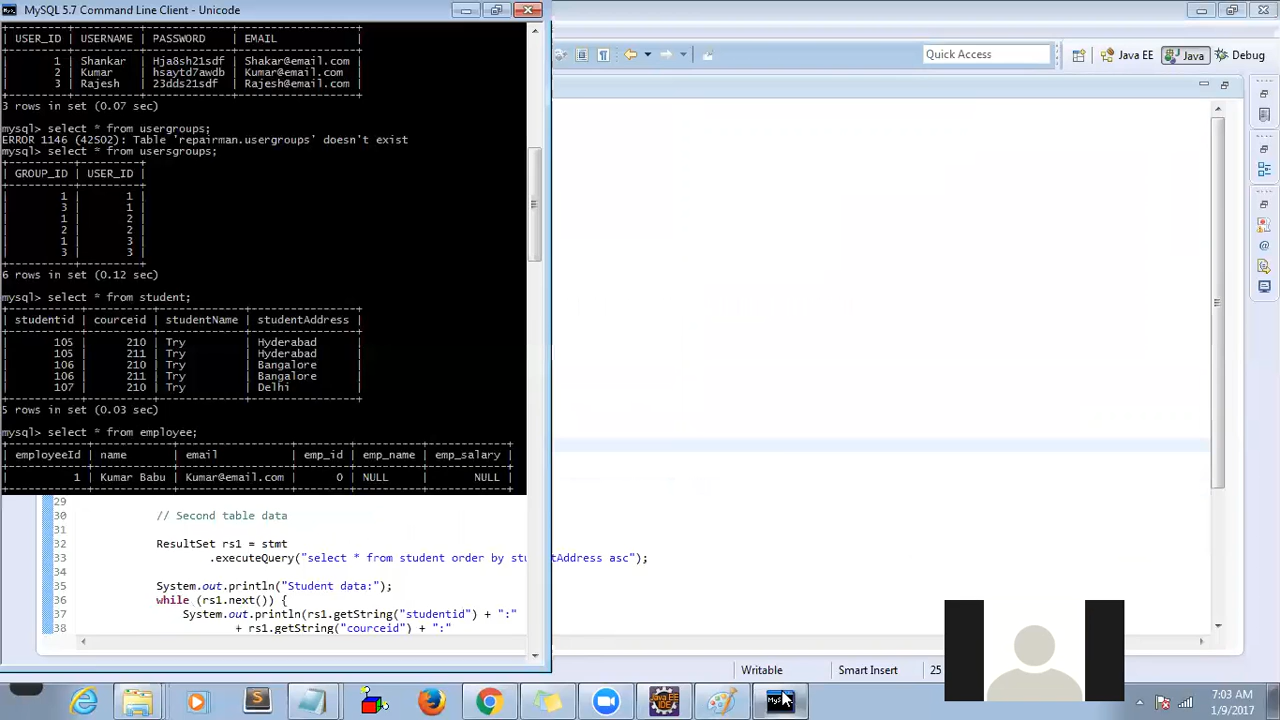 MySQL 5.7 Command Line Client - Unicode
| USER_ID | USERNAME | PASSWORD | EMAIL |
| 1 | Shankar | Hja8sh21sdf | Shakar@email.com |
| 2 | Kumar | hsaytd7awdb | Kumar@email.com |
| 3 | Rajesh | 23dds21sdf | Rajesh@email.com |
3 rows in set (0.07 sec)
mysql> select * from usergroups;
ERROR 1146 (42S02): Table 'repairman.usergroups' doesn't exist
mysql> select * from usersgroups;
| GROUP_ID | USER_ID |
| 1 | 1 |
| 3 | 1 |
| 1 | 2 |
| 2 | 2 |
| 1 | 3 |
| 3 | 3 |
6 rows in set (0.12 sec)
mysql> select * from student;
| studentid | courceid | studentName | studentAddress |
| 105 | 210 | Try | Hyderabad |
| 105 | 211 | Try | Hyderabad |
| 106 | 210 | Try | Bangalore |
| 106 | 211 | Try | Bangalore |
| 107 | 210 | Try | Delhi |
5 rows in set (0.03 sec)
mysql> select * from employee;
| employeeId | name | email | emp_id | emp_name | emp_salary |
| 1 | Kumar Babu | Kumar@email.com | 0 | NULL | NULL |
Quick Access
Java EE
Java
Debug
29
30 // Second table data
31
32 ResultSet rs1 = stmt
33 .executeQuery("select * from student order by st Address asc");
34
35 System.out.println("Student data:");
36 while (rs1.next()) {
37 System.out.println(rs1.getString("studentid") + ":"
38 + rs1.getString("courceid") + ":"
Writable
Smart Insert
25
7:03 AM
1/9/2017